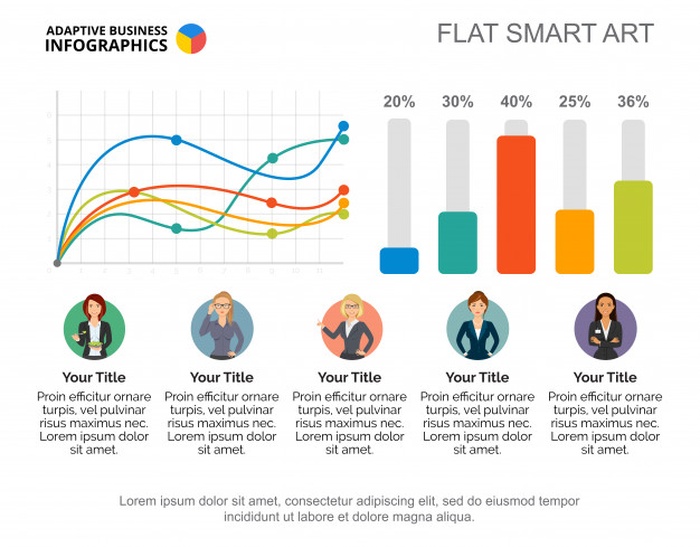 ADAPTIVE BUSINESS
INFOGRAPHICS
FLAT SMART ART
20% 30% 40% 25% 36%
Your Title
Proin efficitur ornare
turpis, vel pulvinar
risus maximus nec.
Lorem ipsum dolor
sit amet.
Your Title
Proin efficitur ornare
turpis, vel pulvinar
risus maximus nec.
Lorem ipsum dolor
sit amet.
Your Title
Proin efficitur ornare
turpis, vel pulvinar
risus maximus nec.
Lorem ipsum dolor
sit amet.
Your Title
Proin efficitur ornare
turpis, vel pulvinar
risus maximus nec.
Lorem ipsum dolor
sit amet.
Your Title
Proin efficitur ornare
turpis, vel pulvinar
risus maximus nec.
Lorem ipsum dolor
sit amet.
Lorem ipsum dolor sit amet, consectetur adipiscing elit, sed do eiusmod tempor
incididunt ut labore et dolore magna aliqua.